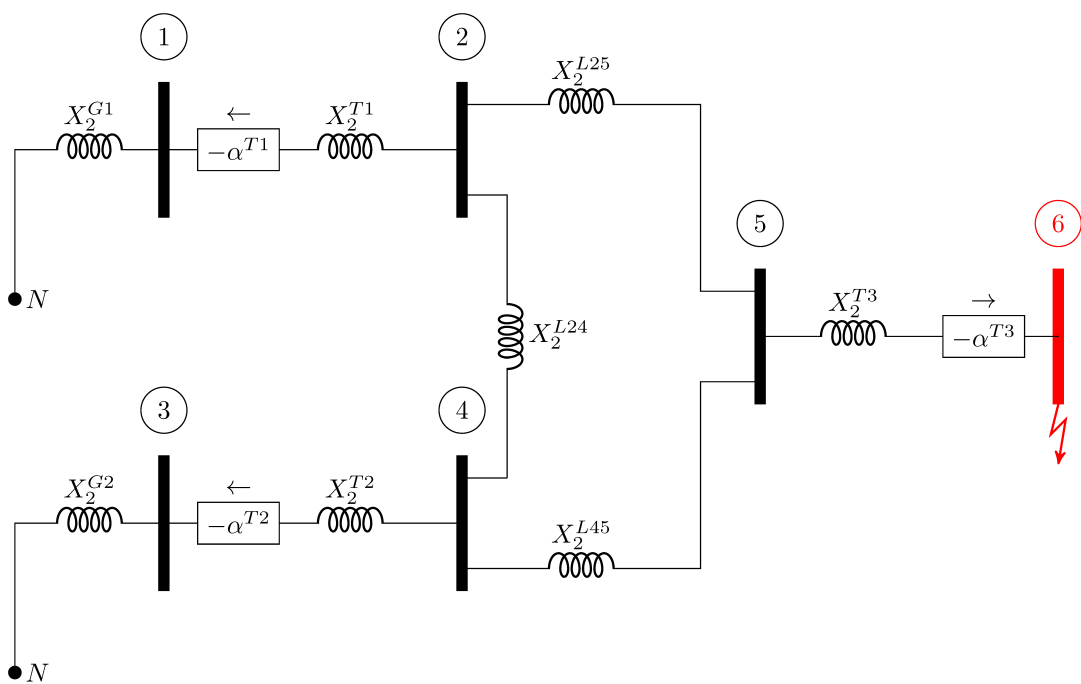 1
2
X_2^{L25}
X_2^{G1}
←
X_2^{T1}
−α^{T1}
5
6
N
X_2^{L24}
X_2^{T3}
→
−α^{T3}
3
4
X_2^{G2}
←
X_2^{T2}
−α^{T2}
X_2^{L45}
N